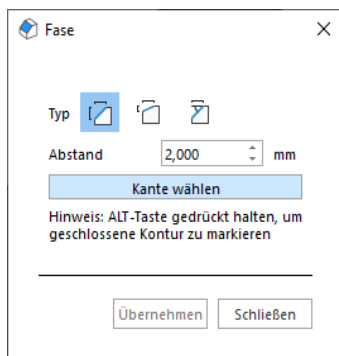 Fase
Typ
Abstand 2,000 mm
Kante wählen
Hinweis: ALT-Taste gedrückt halten, um
geschlossene Kontur zu markieren
Übernehmen Schließen